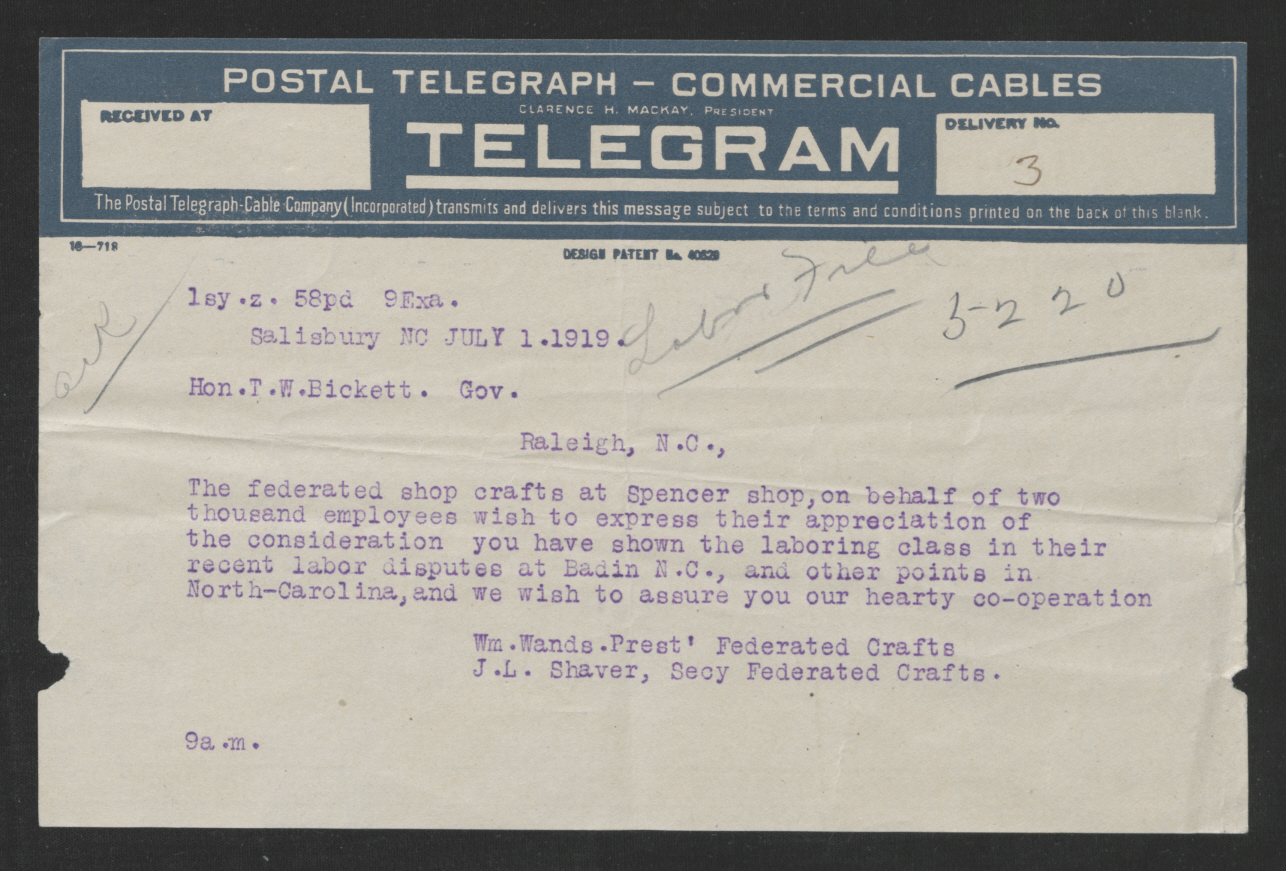 POSTAL TELEGRAPH – COMMERCIAL CABLES
CLARENCE H. MACKAY, PRESIDENT
RECEIVED AT
TELEGRAM
DELIVERY No.
3
The Postal Telegraph-Cable Company (Incorporated) transmits and delivers this message subject to the terms and conditions printed on the back of this blank.
16—718
DESIGN PATENT No. 40529
ack
Labor File
5220
1sy.z. 58pd 9Exa.
Salisbury NC JULY 1.1919.
Hon.T.W.Bickett. Gov.
Raleigh, N.C.,
The federated shop crafts at Spencer shop,on behalf of two
thousand employees wish to express their appreciation of
the consideration you have shown the laboring class in their
recent labor disputes at Badin N.C., and other points in
North-Carolina,and we wish to assure you our hearty co-operation
Wm.Wands.Prest' Federated Crafts
J.L. Shaver, Secy Federated Crafts.
9a.m.